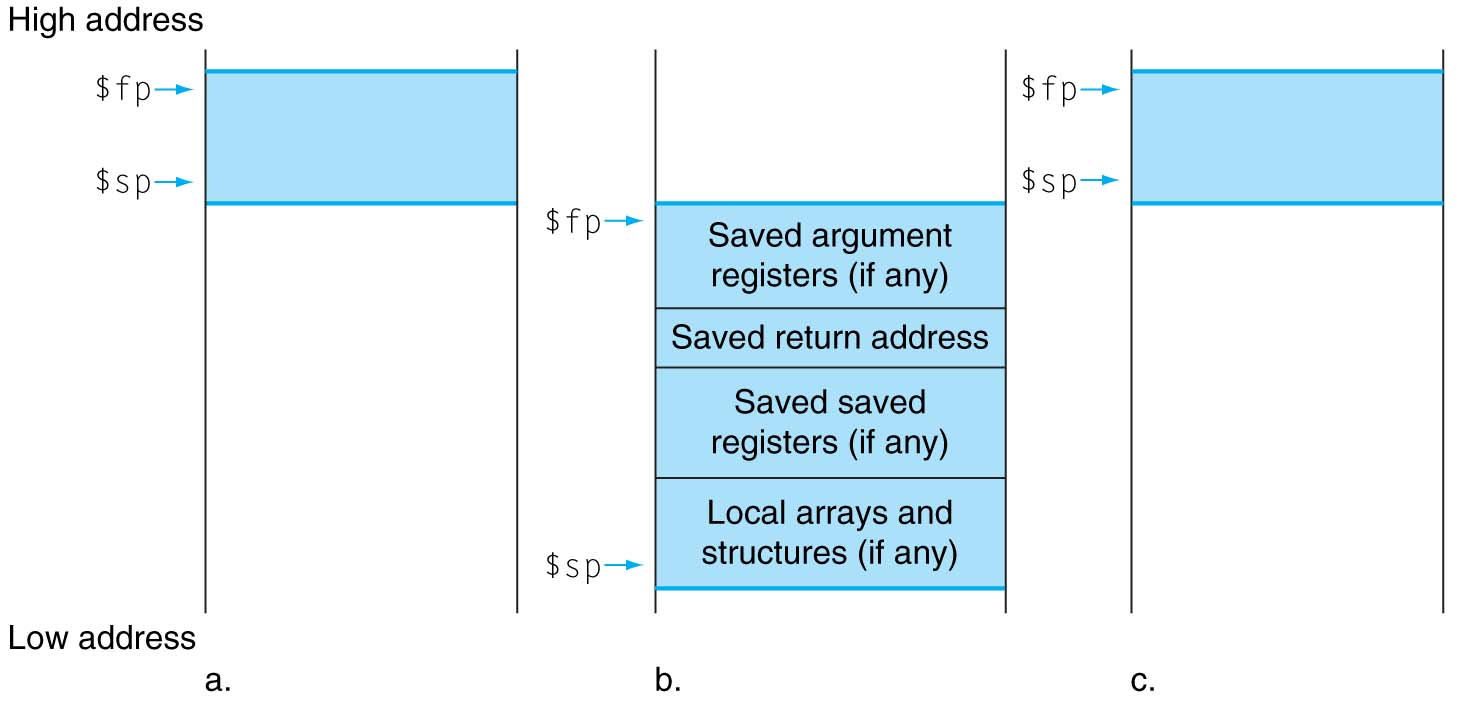 High address
$fp
$fp
$sp
$sp
$fp
Saved argument
registers (if any)
Saved return address
Saved saved
registers (if any)
Local arrays and
structures (if any)
$sp
Low address
a.
b.
c.